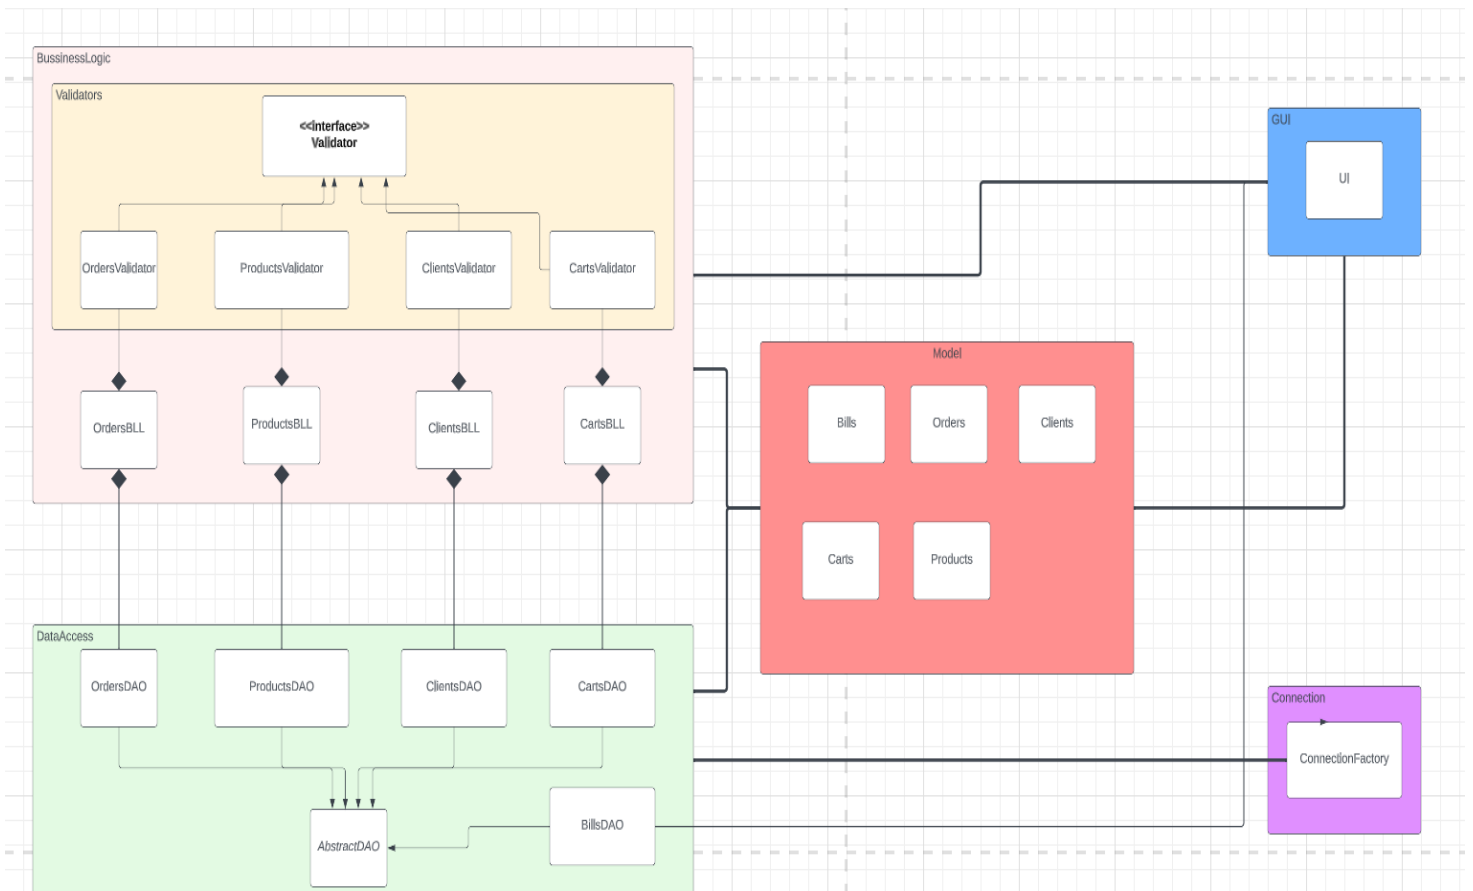 BussinessLogic
Validators
<<interface>>
Validator
OrdersValidator
ProductsValidator
ClientsValidator
CartsValidator
OrdersBLL
ProductsBLL
ClientsBLL
CartsBLL
GUI
UI
Model
Bills
Orders
Clients
Carts
Products
DataAccess
OrdersDAO
ProductsDAO
ClientsDAO
CartsDAO
BillsDAO
AbstractDAO
Connection
ConnectionFactory